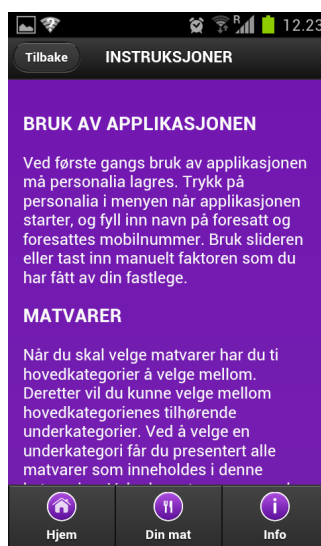 12.23
Tilbake
INSTRUKSJONER
BRUK AV APPLIKASJONEN
Ved første gangs bruk av applikasjonen
må personalia lagres. Trykk på
personalia i menyen når applikasjonen
starter, og fyll inn navn på foresatt og
foresattes mobilnummer. Bruk slideren
eller tast inn manuelt faktoren som du
har fått av din fastlege.
MATVARER
Når du skal velge matvarer har du ti
hovedkategorier å velge mellom.
Deretter vil du kunne velge mellom
hovedkategorienes tilhørende
underkategorier. Ved å velge en
underkategori får du presentert alle
matvarer som inneholdes i denne
Hjem
Din mat
Info